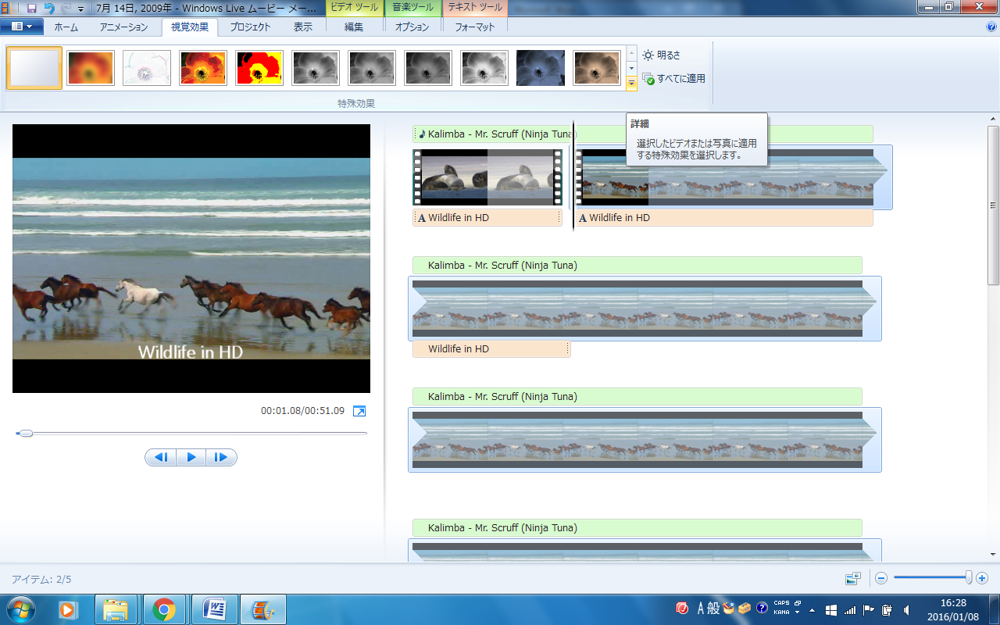 7月 14日, 2009年 - Windows Live ムービー メー...
ビデオ ツール
音楽ツール
テキスト ツール
ホーム
アニメーション
視覚効果
プロジェクト
表示
編集
オプション
フォーマット
明るさ
すべてに適用
特殊効果
詳細
選択したビデオまたは写真に適用
する特殊効果を選択します。
Kalimba - Mr. Scruff (Ninja Tuna)
A Wildlife in HD
A Wildlife in HD
Kalimba - Mr. Scruff (Ninja Tuna)
Wildlife in HD
Wildlife in HD
00:01.08/00:51.09
Kalimba - Mr. Scruff (Ninja Tuna)
Kalimba - Mr. Scruff (Ninja Tuna)
アイテム: 2/5
A 般
CAPS
KANA
16:28
2016/01/08